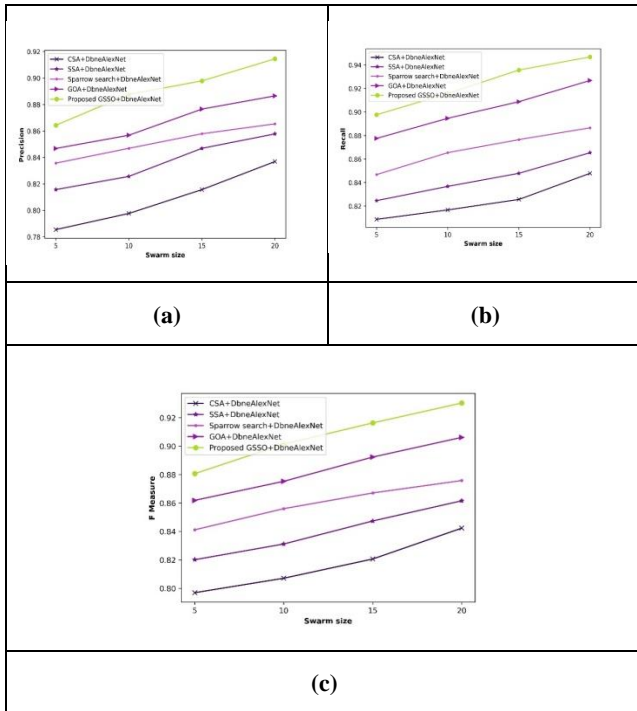 0.92
0.90
0.88
0.86
0.84
0.82
0.80
0.78
Precision
CSA+DbneAlexNet
SSA+DbneAlexNet
Sparrow search+DbneAlexNet
GOA+DbneAlexNet
Proposed GSSO+DbneAlexNet
5 10 15 20
Swarm size
(a)
0.94
0.92
0.90
0.88
0.86
0.84
0.82
Recall
CSA+DbneAlexNet
SSA+DbneAlexNet
Sparrow search+DbneAlexNet
GOA+DbneAlexNet
Proposed GSSO+DbneAlexNet
5 10 15 20
Swarm size
(b)
0.92
0.90
0.88
0.86
0.84
0.82
0.80
F Measure
CSA+DbneAlexNet
SSA+DbneAlexNet
Sparrow search+DbneAlexNet
GOA+DbneAlexNet
Proposed GSSO+DbneAlexNet
5 10 15 20
Swarm size
(c)